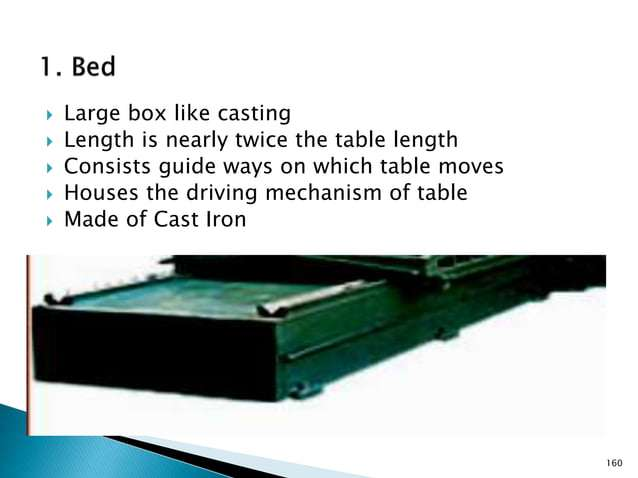 1. Bed
Large box like casting
Length is nearly twice the table length
Consists guide ways on which table moves
Houses the driving mechanism of table
Made of Cast Iron
160